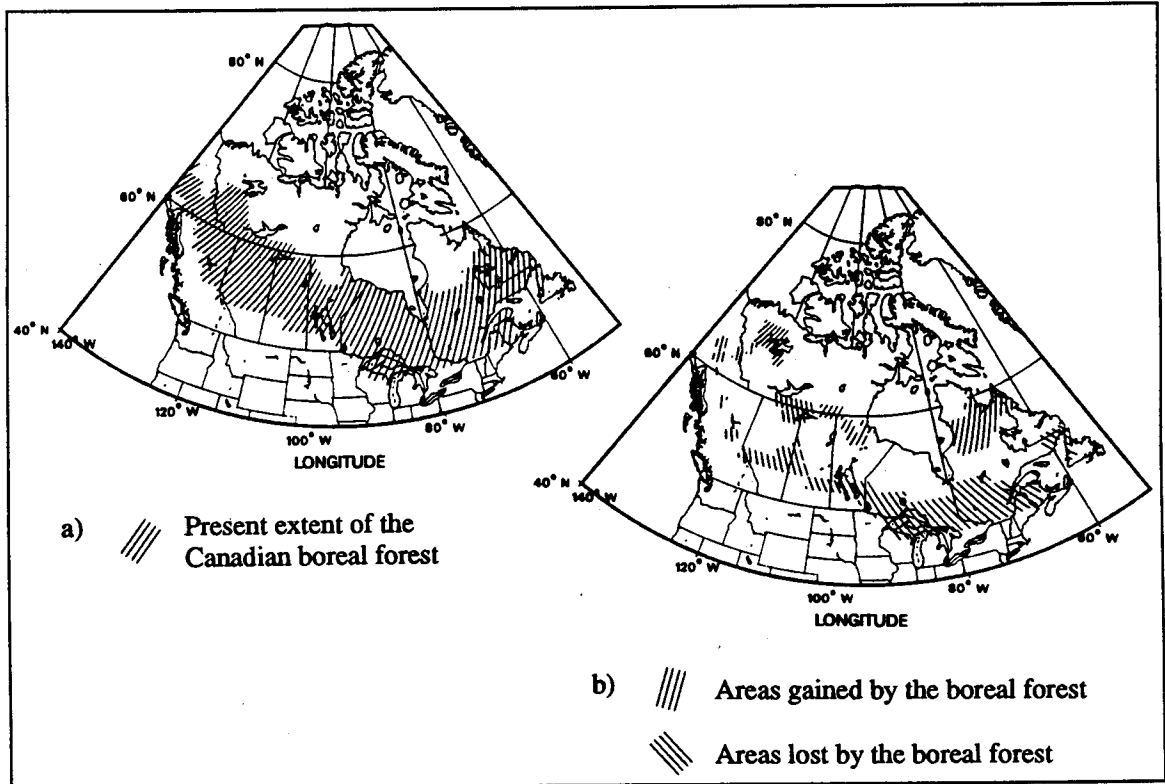 80° N
60° N
40° N
140° W
120° W
100° W
80° W
60° W
LONGITUDE
a)
Present extent of the
Canadian boreal forest
80° N
60° N
40° N
140° W
120° W
100° W
80° W
60° W
LONGITUDE
b)
Areas gained by the boreal forest
Areas lost by the boreal forest